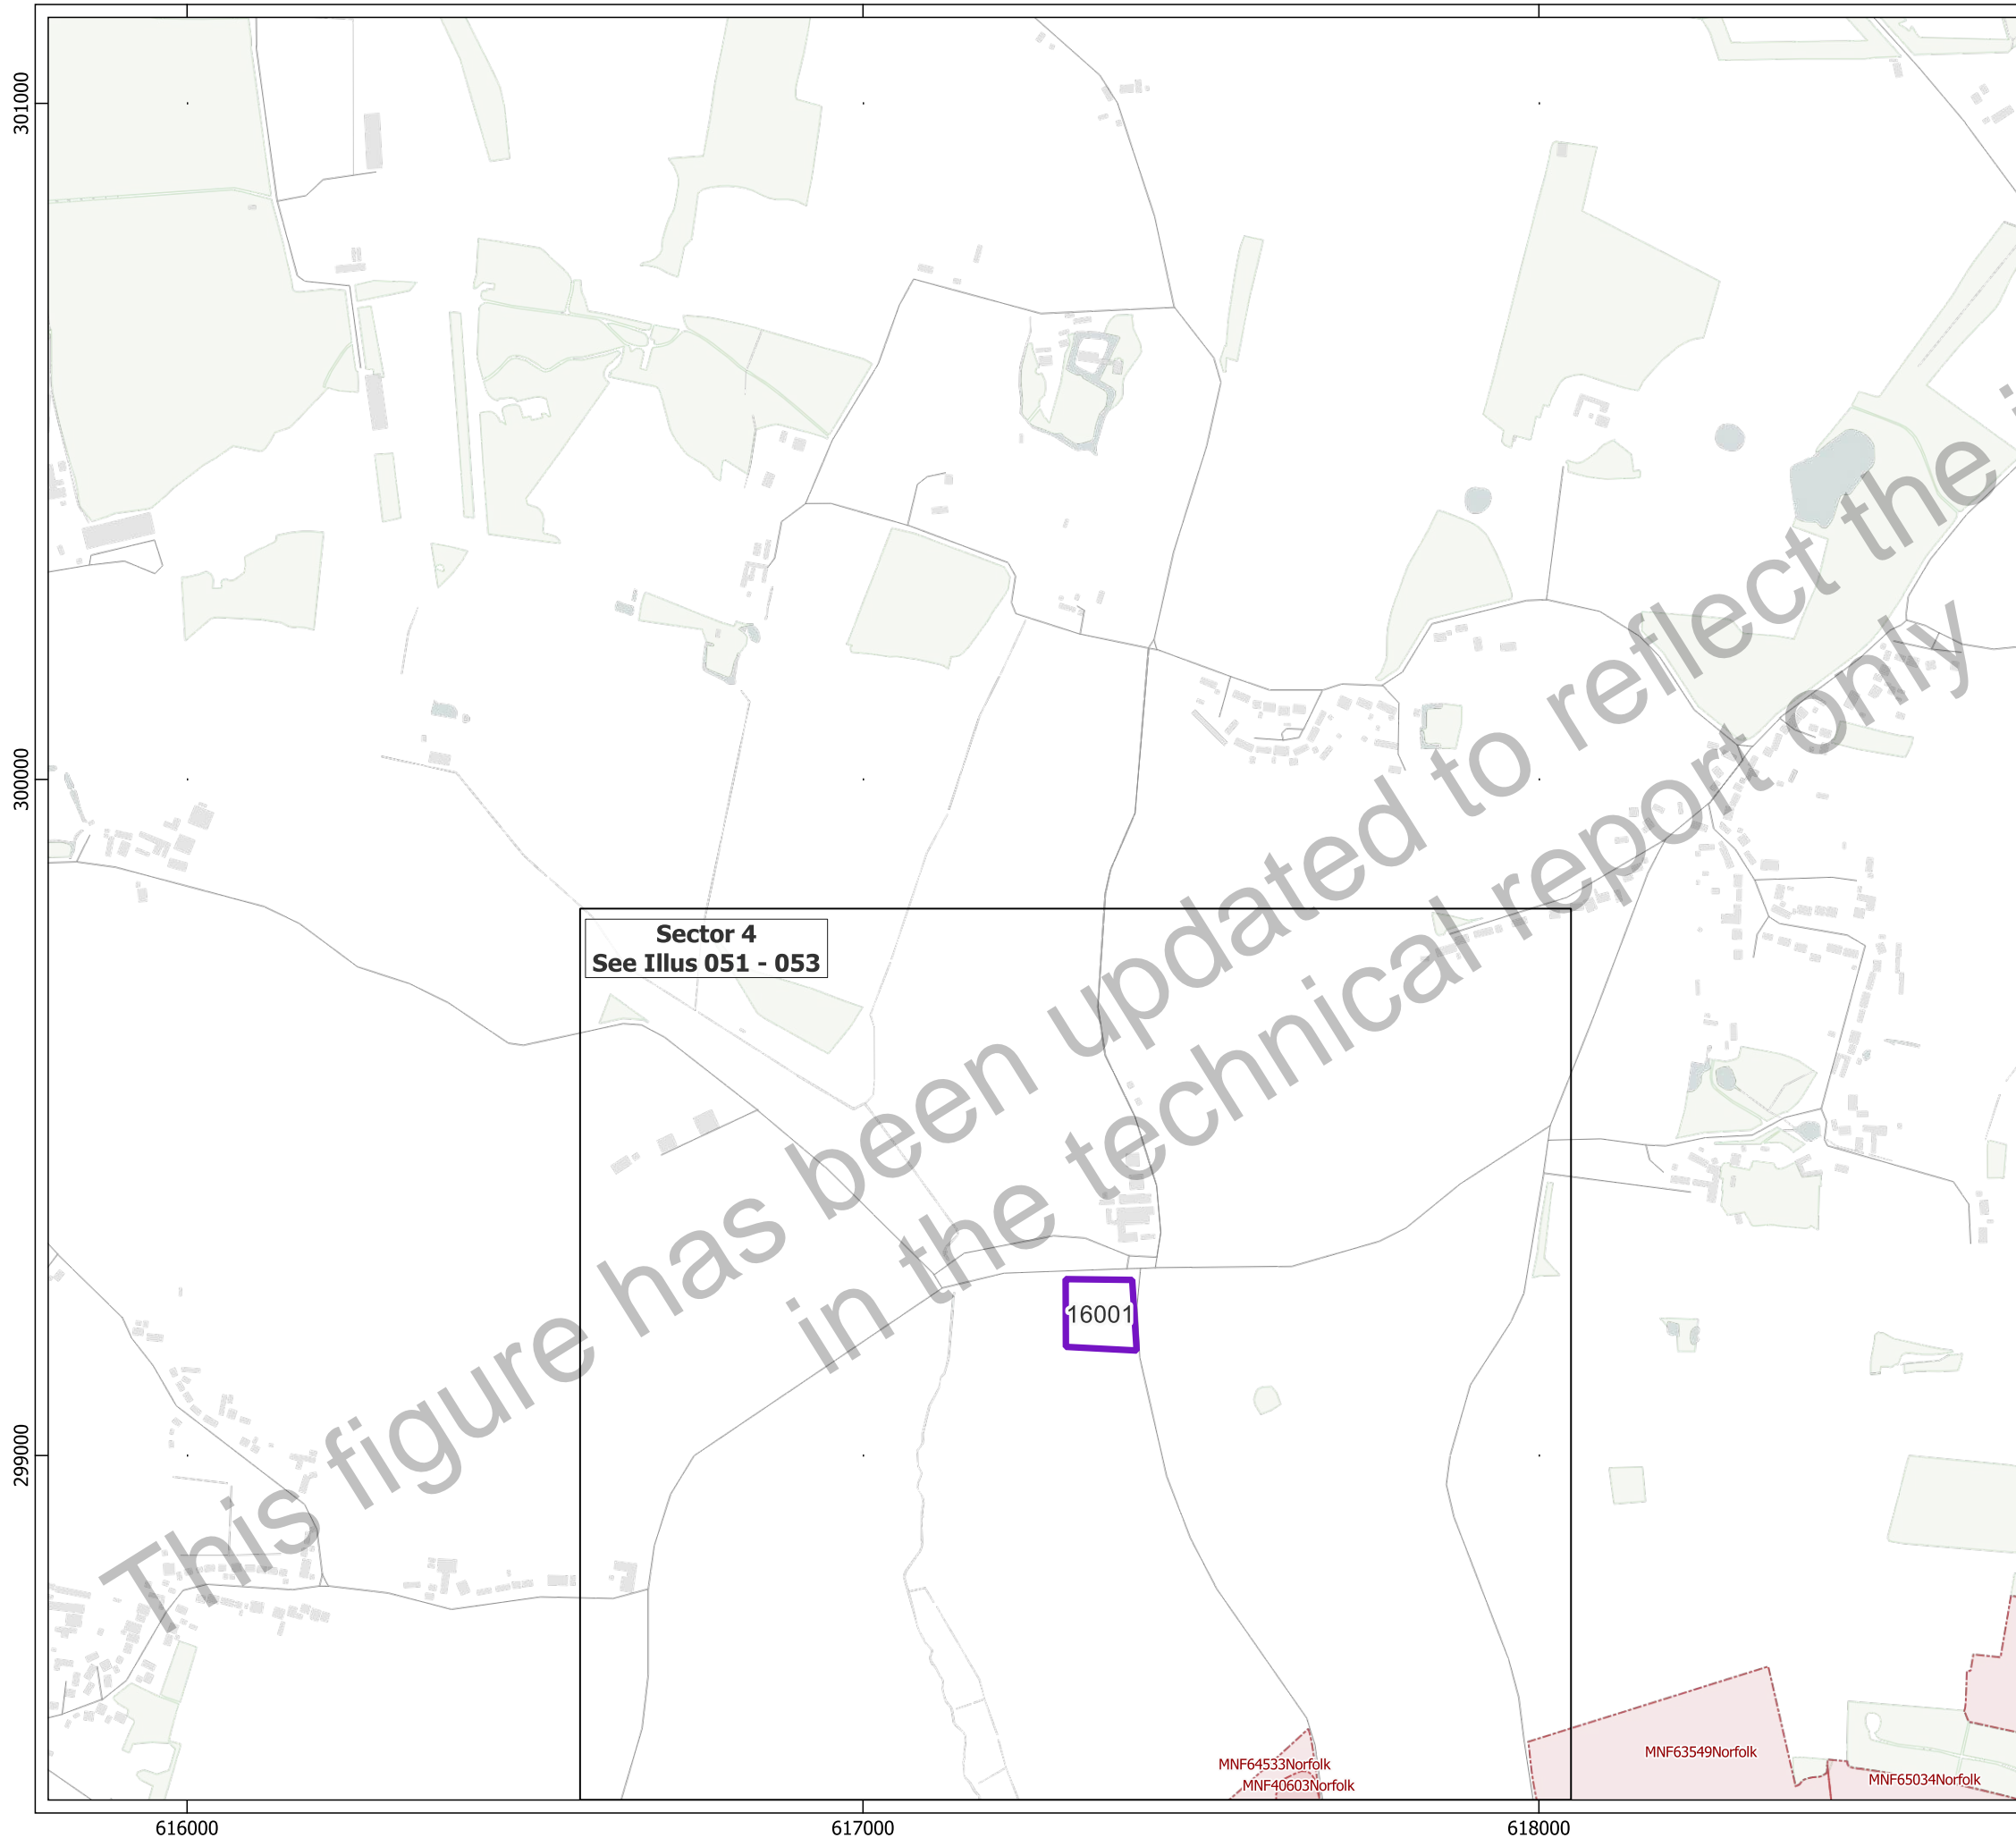 301000
300000
299000
Sector 4
See Illus 051 - 053
This figure has been updated to reflect the
in the technical report only
16001
MNF64533Norfolk
MNF40603Norfolk
MNF63549Norfolk
MNF65034Norfolk
616000
617000
618000